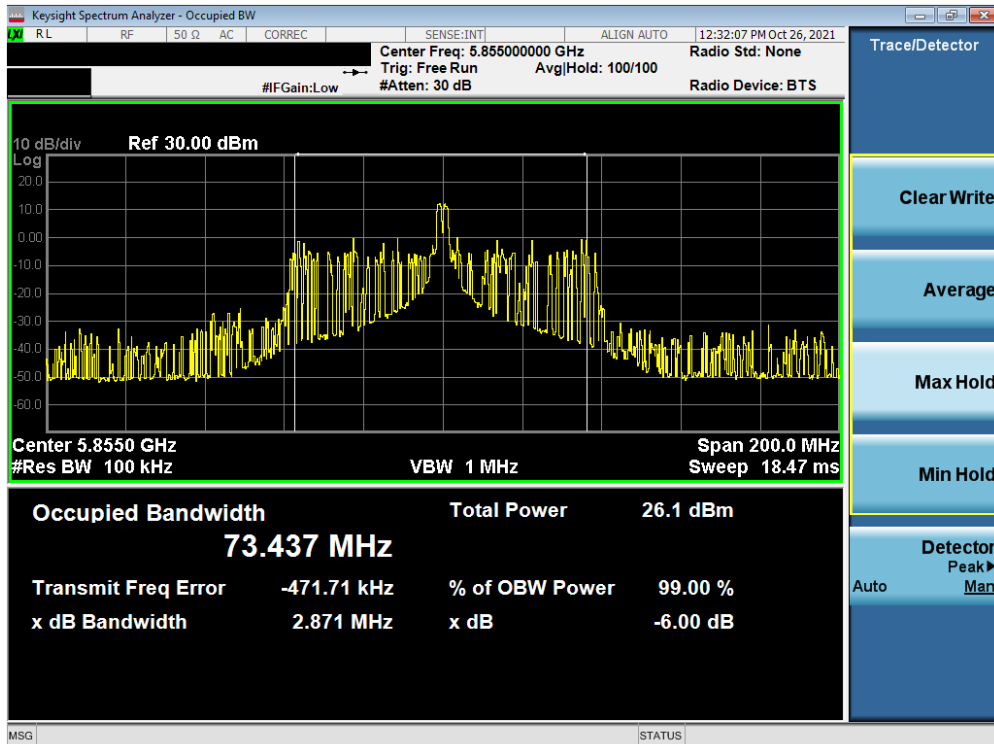 Keysight Spectrum Analyzer - Occupied BW
LXI RL RF 50 Ω AC CORREC SENSE:INT ALIGN AUTO 12:32:07 PM Oct 26, 2021
Center Freq: 5.855000000 GHz Radio Std: None
Trig: Free Run Avg|Hold: 100/100
#IFGain:Low #Atten: 30 dB Radio Device: BTS
Trace/Detector
10 dB/div Ref 30.00 dBm
Log
20.0
10.0
0.00
-10.0
-20.0
-30.0
-40.0
-50.0
-60.0
Center 5.8550 GHz Span 200.0 MHz
#Res BW 100 kHz VBW 1 MHz Sweep 18.47 ms
Occupied Bandwidth Total Power 26.1 dBm
73.437 MHz
Transmit Freq Error -471.71 kHz % of OBW Power 99.00 %
x dB Bandwidth 2.871 MHz x dB -6.00 dB
Clear Write
Average
Max Hold
Min Hold
Detector
Peak▶
Auto Man
MSG STATUS